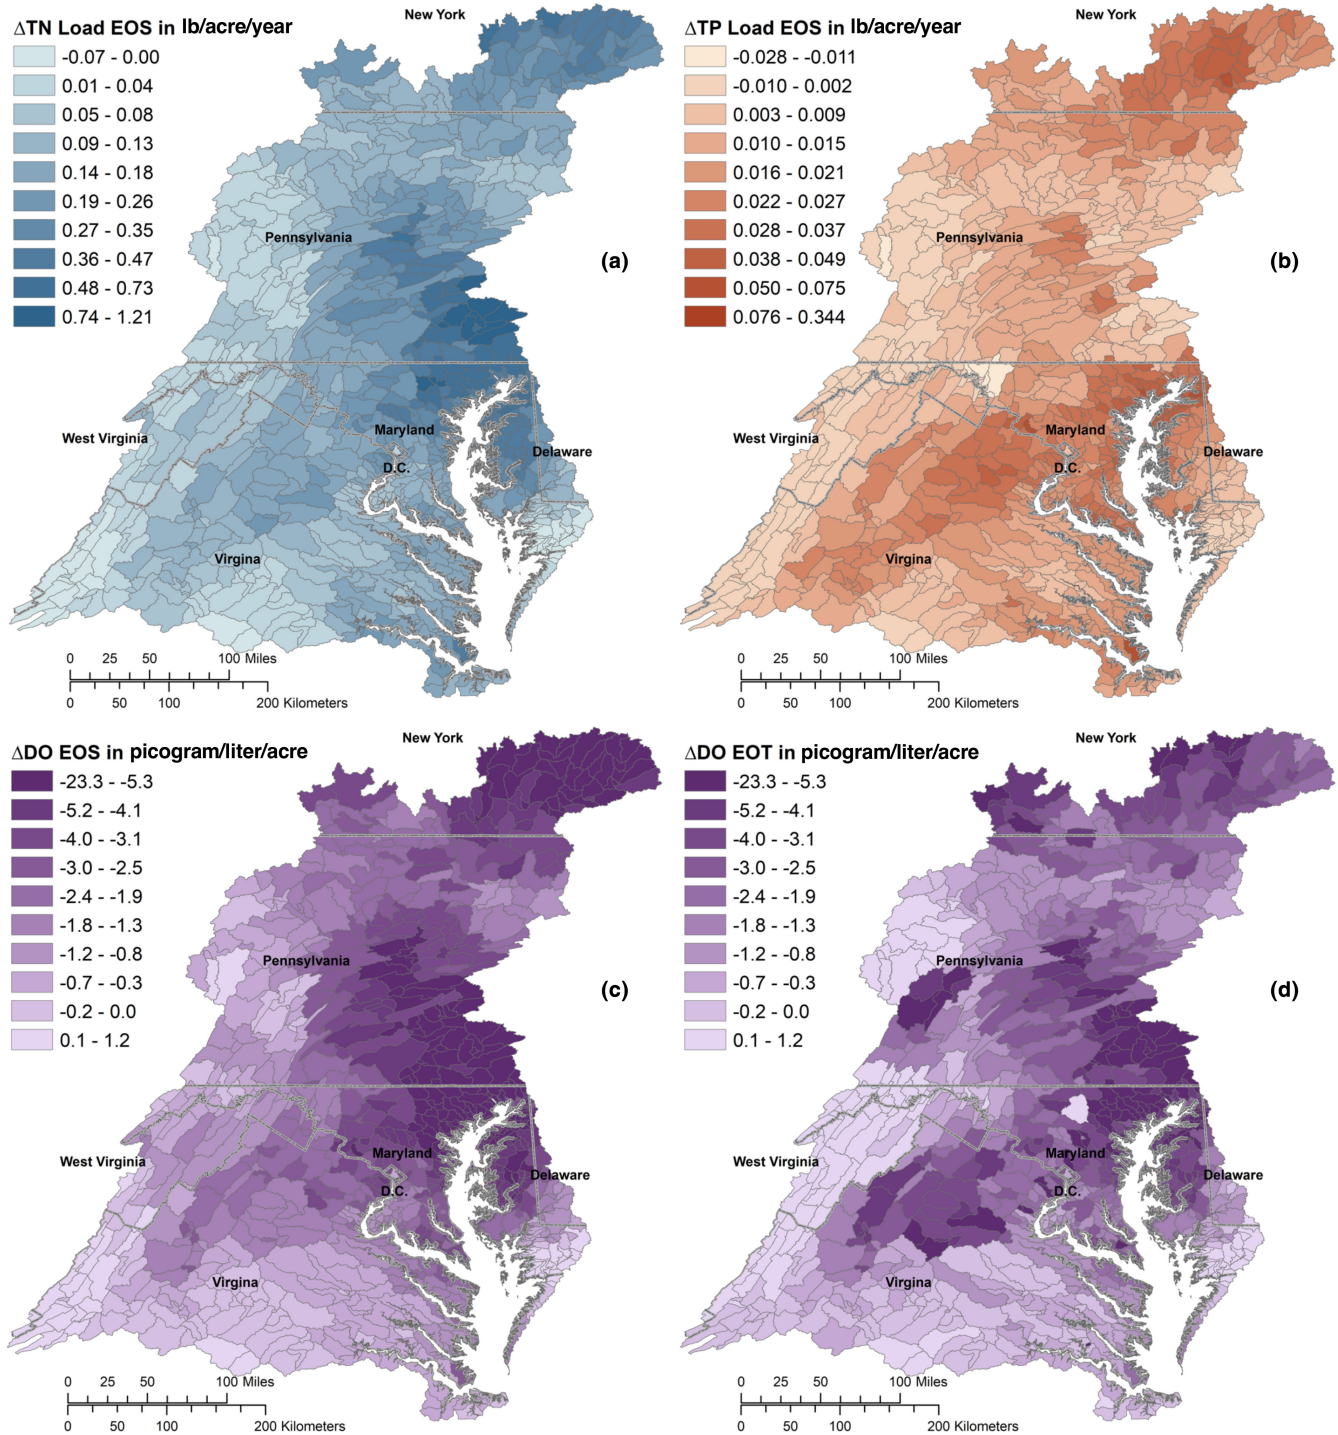 New York
∆TN Load EOS in lb/acre/year
-0.07 - 0.00
0.01 - 0.04
0.05 - 0.08
0.09 - 0.13
0.14 - 0.18
0.19 - 0.26
0.27 - 0.35
0.36 - 0.47
0.48 - 0.73
0.74 - 1.21
Pennsylvania
(a)
West Virginia
Maryland
D.C.
Delaware
Virgina
0 25 50 100 Miles
0 50 100 200 Kilometers
New York
∆TP Load EOS in lb/acre/year
-0.028 - -0.011
-0.010 - 0.002
0.003 - 0.009
0.010 - 0.015
0.016 - 0.021
0.022 - 0.027
0.028 - 0.037
0.038 - 0.049
0.050 - 0.075
0.076 - 0.344
Pennsylvania
(b)
West Virginia
Maryland
D.C.
Delaware
Virgina
0 25 50 100 Miles
0 50 100 200 Kilometers
New York
∆DO EOS in picogram/liter/acre
-23.3 - -5.3
-5.2 - -4.1
-4.0 - -3.1
-3.0 - -2.5
-2.4 - -1.9
-1.8 - -1.3
-1.2 - -0.8
-0.7 - -0.3
-0.2 - 0.0
0.1 - 1.2
Pennsylvania
(c)
West Virginia
Maryland
D.C.
Delaware
Virgina
0 25 50 100 Miles
0 50 100 200 Kilometers
New York
∆DO EOT in picogram/liter/acre
-23.3 - -5.3
-5.2 - -4.1
-4.0 - -3.1
-3.0 - -2.5
-2.4 - -1.9
-1.8 - -1.3
-1.2 - -0.8
-0.7 - -0.3
-0.2 - 0.0
0.1 - 1.2
Pennsylvania
(d)
West Virginia
Maryland
D.C.
Delaware
Virgina
0 25 50 100 Miles
0 50 100 200 Kilometers